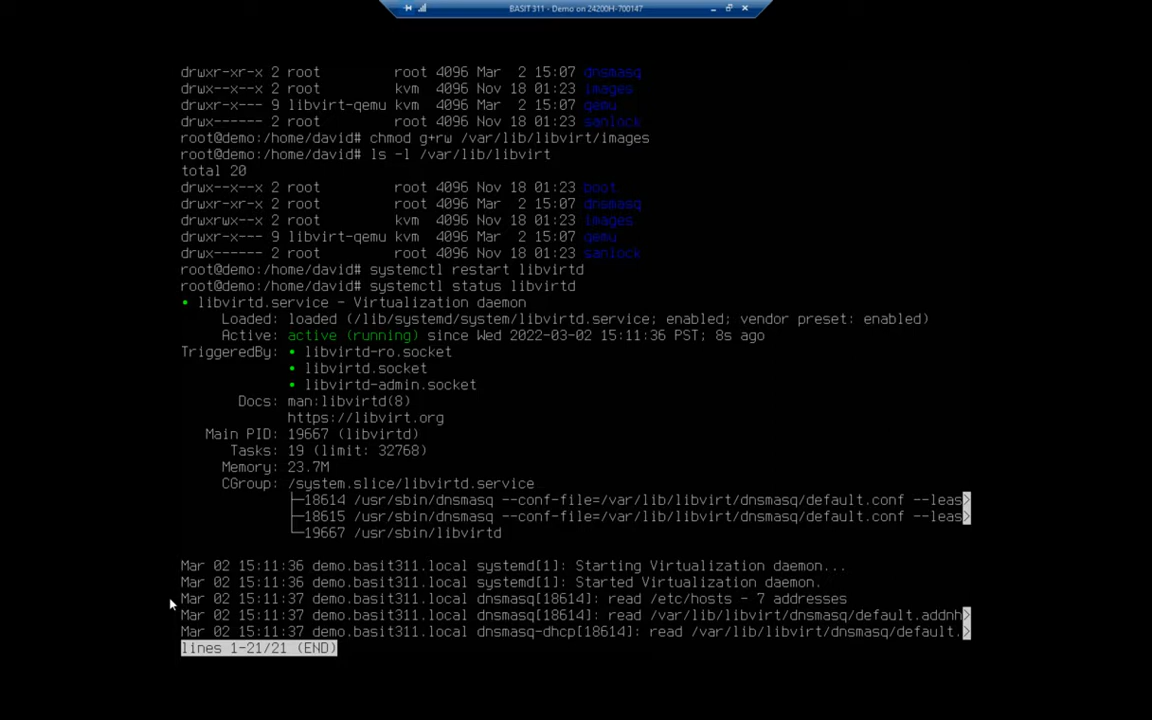 BASIT 311 - Demo on 24200H-700147
drwxr-xr-x 2 root         root 4096 Mar  2 15:07 dnsmasq
drwx--x--x 2 root         kvm  4096 Nov 18 01:23 images
drwxr-x--- 9 libvirt-qemu kvm  4096 Mar  2 15:07 qemu
drwx------ 2 root         root 4096 Nov 18 01:23 sanlock
root@demo:/home/david# chmod g+rw /var/lib/libvirt/images
root@demo:/home/david# ls -l /var/lib/libvirt
total 20
drwx--x--x 2 root         root 4096 Nov 18 01:23 boot
drwxr-xr-x 2 root         root 4096 Mar  2 15:07 dnsmasq
drwxrwx--x 2 root         kvm  4096 Nov 18 01:23 images
drwxr-x--- 9 libvirt-qemu kvm  4096 Mar  2 15:07 qemu
drwx------ 2 root         root 4096 Nov 18 01:23 sanlock
root@demo:/home/david# systemctl restart libvirtd
root@demo:/home/david# systemctl status libvirtd
• libvirtd.service - Virtualization daemon
Loaded: loaded (/lib/systemd/system/libvirtd.service; enabled; vendor preset: enabled)
Active: active (running) since Wed 2022-03-02 15:11:36 PST; 8s ago
TriggeredBy: • libvirtd-ro.socket
• libvirtd.socket
• libvirtd-admin.socket
Docs: man:libvirtd(8)
https://libvirt.org
Main PID: 19667 (libvirtd)
Tasks: 19 (limit: 32768)
Memory: 23.7M
CGroup: /system.slice/libvirtd.service
├─18614 /usr/sbin/dnsmasq --conf-file=/var/lib/libvirt/dnsmasq/default.conf --leas>
├─18615 /usr/sbin/dnsmasq --conf-file=/var/lib/libvirt/dnsmasq/default.conf --leas>
└─19667 /usr/sbin/libvirtd
Mar 02 15:11:36 demo.basit311.local systemd[1]: Starting Virtualization daemon...
Mar 02 15:11:36 demo.basit311.local systemd[1]: Started Virtualization daemon.
Mar 02 15:11:37 demo.basit311.local dnsmasq[18614]: read /etc/hosts - 7 addresses
Mar 02 15:11:37 demo.basit311.local dnsmasq[18614]: read /var/lib/libvirt/dnsmasq/default.addnh>
Mar 02 15:11:37 demo.basit311.local dnsmasq-dhcp[18614]: read /var/lib/libvirt/dnsmasq/default.>
lines 1-21/21 (END)